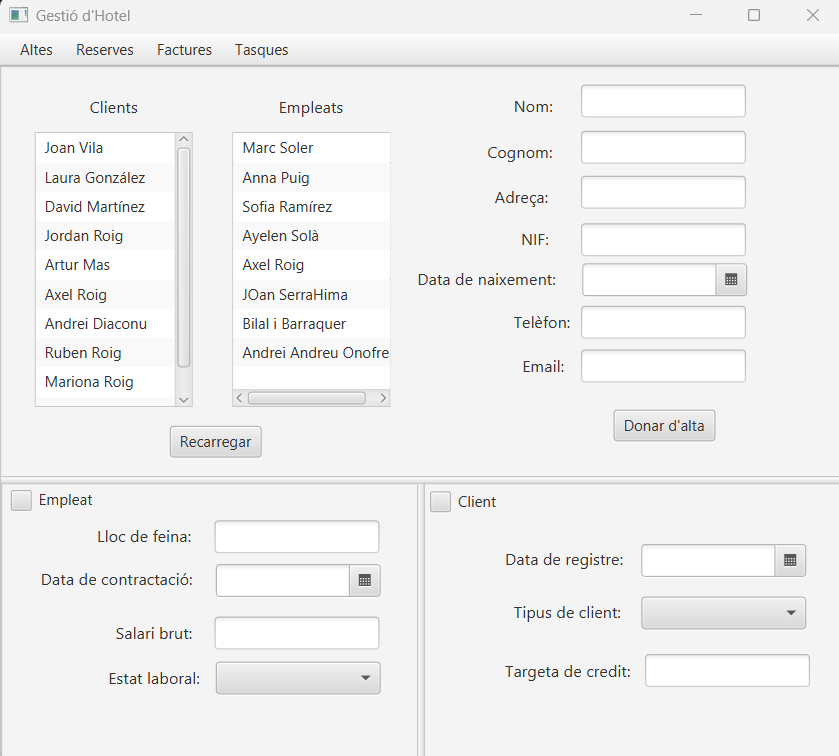 Gestió d'Hotel
Altes Reserves Factures Tasques
Clients
Joan Vila
Laura González
David Martínez
Jordan Roig
Artur Mas
Axel Roig
Andrei Diaconu
Ruben Roig
Mariona Roig
Empleats
Marc Soler
Anna Puig
Sofia Ramírez
Ayelen Solà
Axel Roig
JOan SerraHima
Bilal i Barraquer
Andrei Andreu Onofre
Recarregar
Nom:
Cognom:
Adreça:
NIF:
Data de naixement:
Telèfon:
Email:
Donar d'alta
Empleat
Lloc de feina:
Data de contractació:
Salari brut:
Estat laboral:
Client
Data de registre:
Tipus de client:
Targeta de credit: